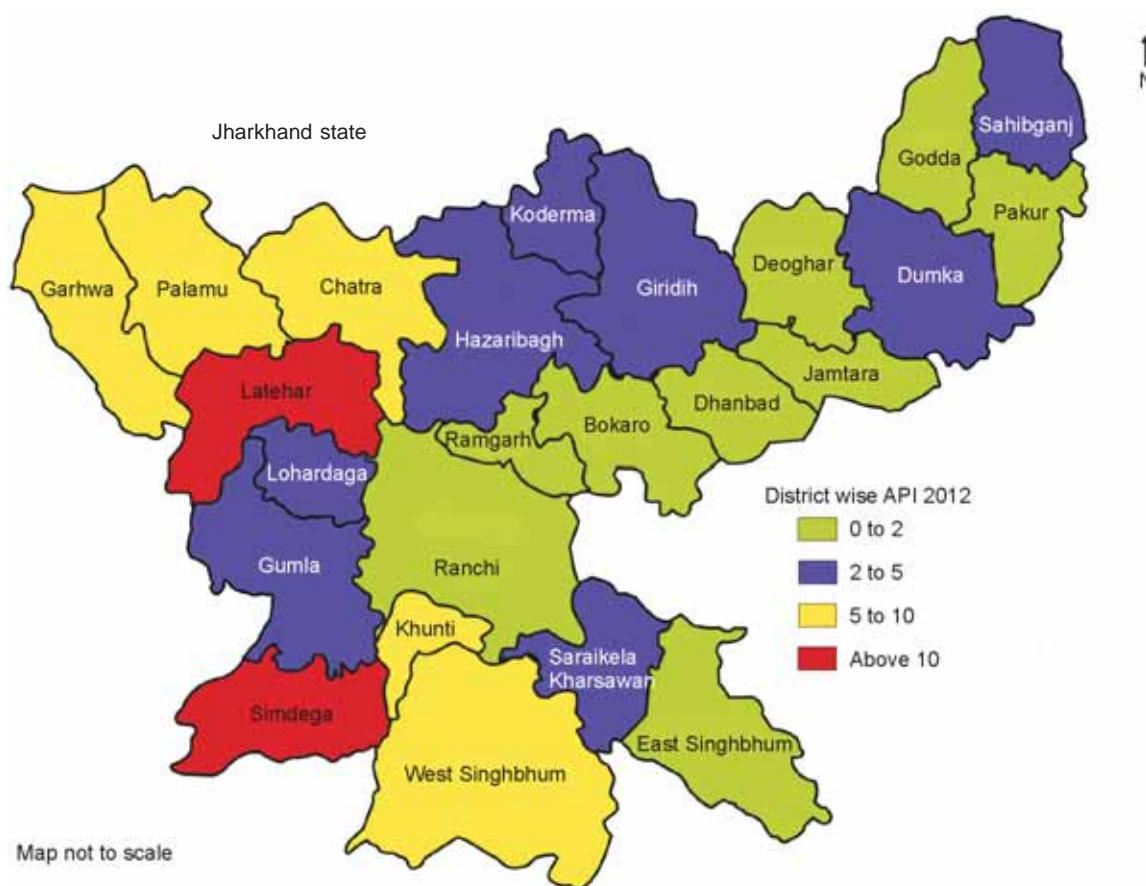 N
Jharkhand state
Sahibganj
Godda
Koderma
Pakur
Garhwa
Palamu
Chatra
Giridih
Deoghar
Dumka
Hazaribagh
Latehar
Jamtara
Dhanbad
Ramgarh
Bokaro
Lohardaga
District wise API 2012
0 to 2
2 to 5
5 to 10
Above 10
Gumla
Ranchi
Khunti
Saraikela
Kharsawan
Simdega
East Singhbhum
West Singhbhum
Map not to scale